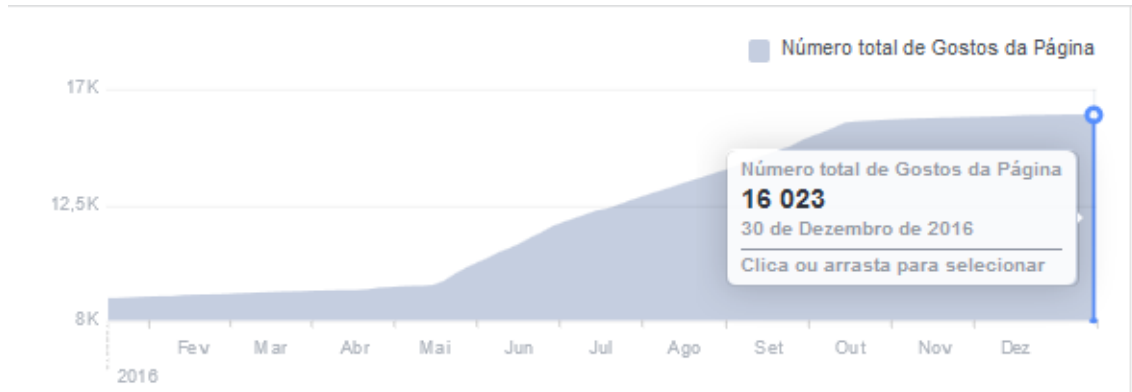 Número total de Gostos da Página
17K
12,5K
8K
Número total de Gostos da Página
16 023
30 de Dezembro de 2016
Clica ou arrasta para selecionar
Fev Mar Abr Mai Jun Jul Ago Set Out Nov Dez
2016